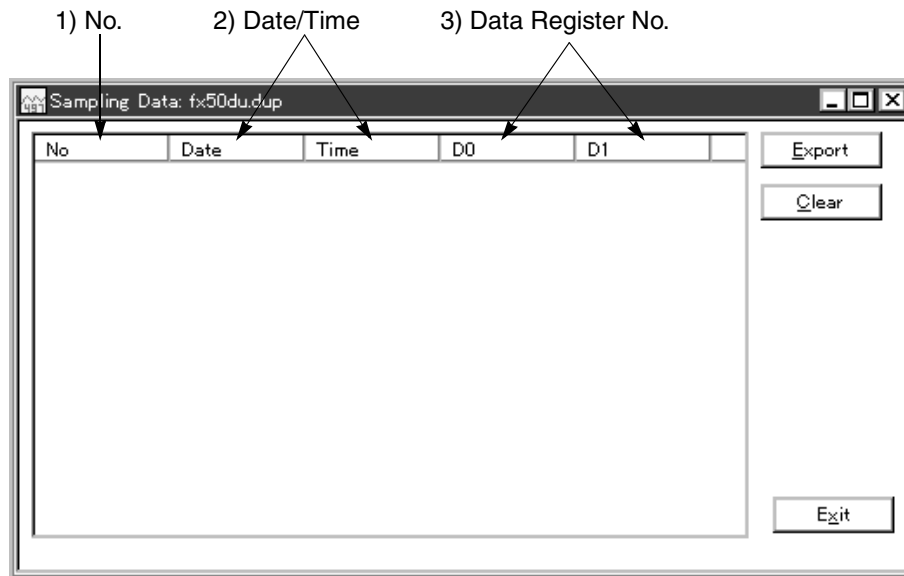 1) No. 2) Date/Time 3) Data Register No.
Sampling Data: fx50du.dup
No Date Time D0 D1
Export
Clear
Exit